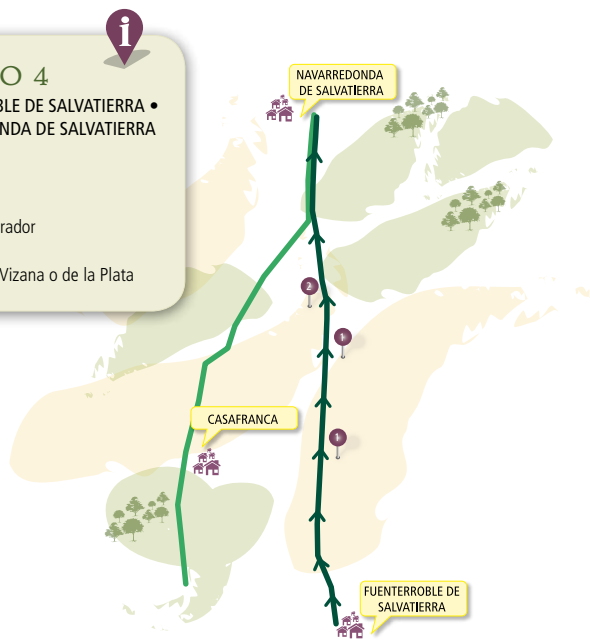 i
O 4
BLE DE SALVATIERRA •
NDA DE SALVATIERRA
rador
Vizana o de la Plata
NAVARREDONDA
DE SALVATIERRA
2
1
CASAFRANCA
1
FUENTERROBLE DE
SALVATIERRA